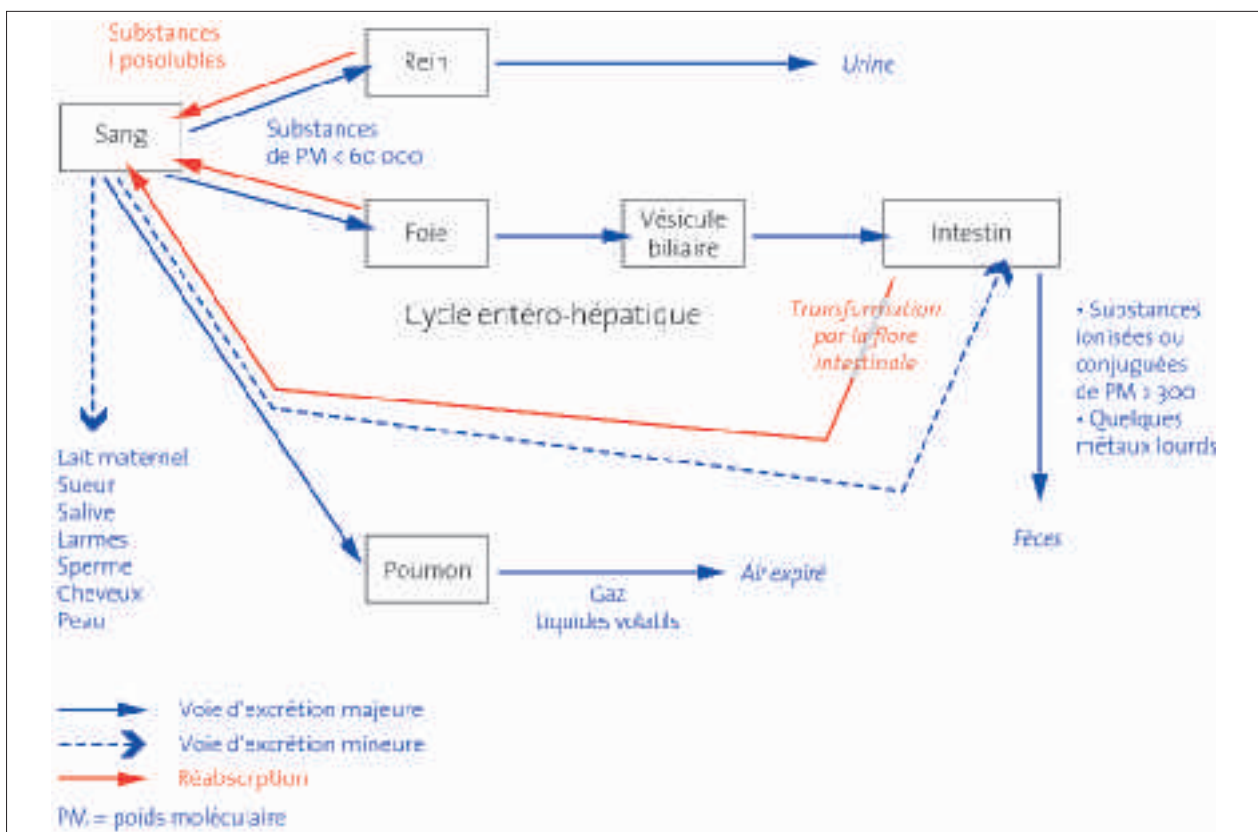 Substances
liposolubles
Rein
Urine
Sang
Substances
de PM < 60 000
Foie
Vésicule
biliaire
Intestin
Cycle entéro-hépatique
Transformation
par la flore
intestinale
• Substances
ionisées ou
conjuguées
de PM > 300
• Quelques
métaux lourds
Fèces
Lait maternel
Sueur
Salive
Larmes
Sperme
Cheveux
Peau
Poumon
Air expiré
Gaz
Liquides volatils
Voie d'excrétion majeure
Voie d'excrétion mineure
Réabsorption
PM = poids moléculaire